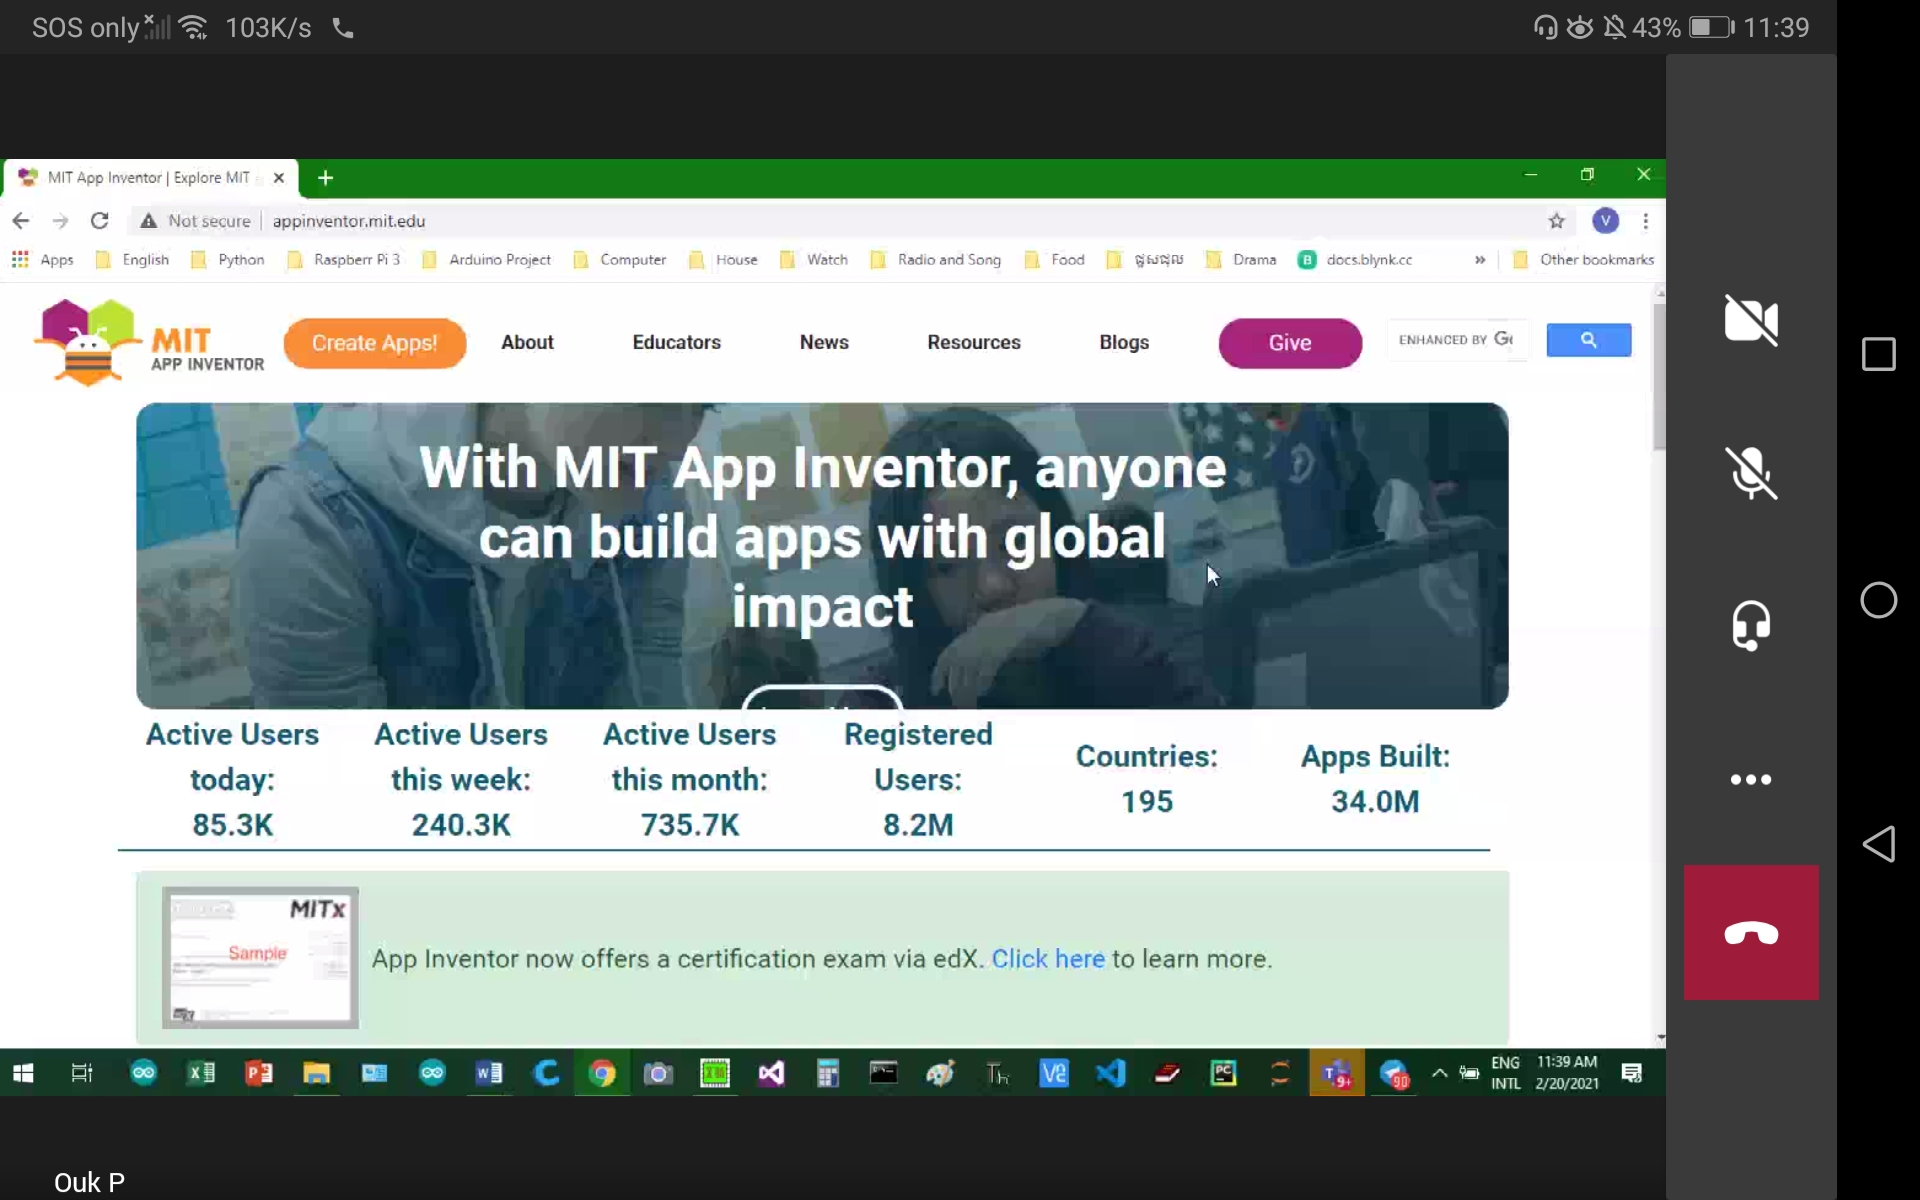 SOS only 103K/s 43% 11:39
MIT App Inventor | Explore MIT
Not secure appinventor.mit.edu V
Apps English Python Raspberr Pi 3 Arduino Project Computer House Watch Radio and Song Food ផ្សេងៗ Drama docs.blynk.cc » Other bookmarks
MIT
APP INVENTOR
Create Apps! About Educators News Resources Blogs Give ENHANCED BY
With MIT App Inventor, anyone
can build apps with global
impact
Active Users
today:
85.3K
Active Users
this week:
240.3K
Active Users
this month:
735.7K
Registered
Users:
8.2M
Countries:
195
Apps Built:
34.0M
MITx
Sample
App Inventor now offers a certification exam via edX. Click here to learn more.
ENG
INTL
11:39 AM
2/20/2021
Ouk P